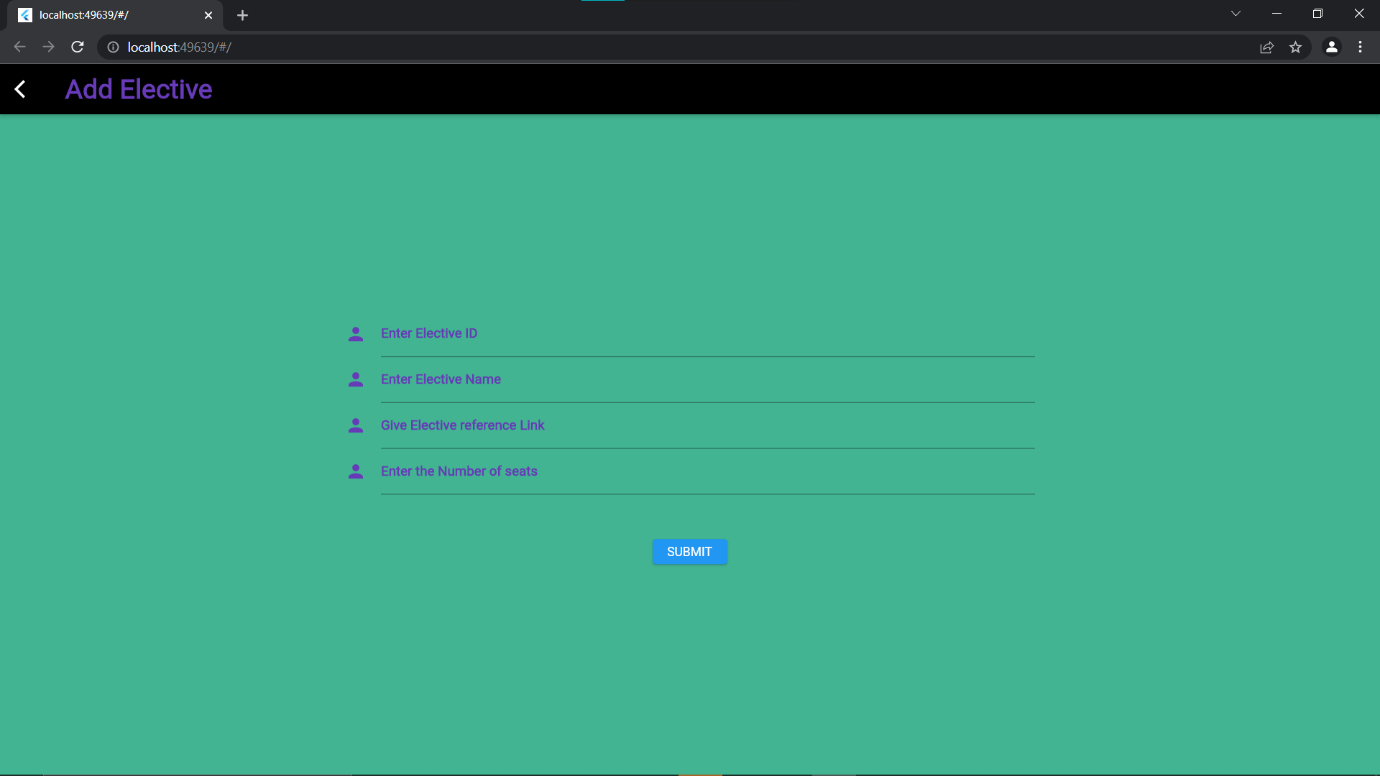 localhost:49639/#/
localhost:49639/#/
Add Elective
Enter Elective ID
Enter Elective Name
Give Elective reference Link
Enter the Number of seats
SUBMIT